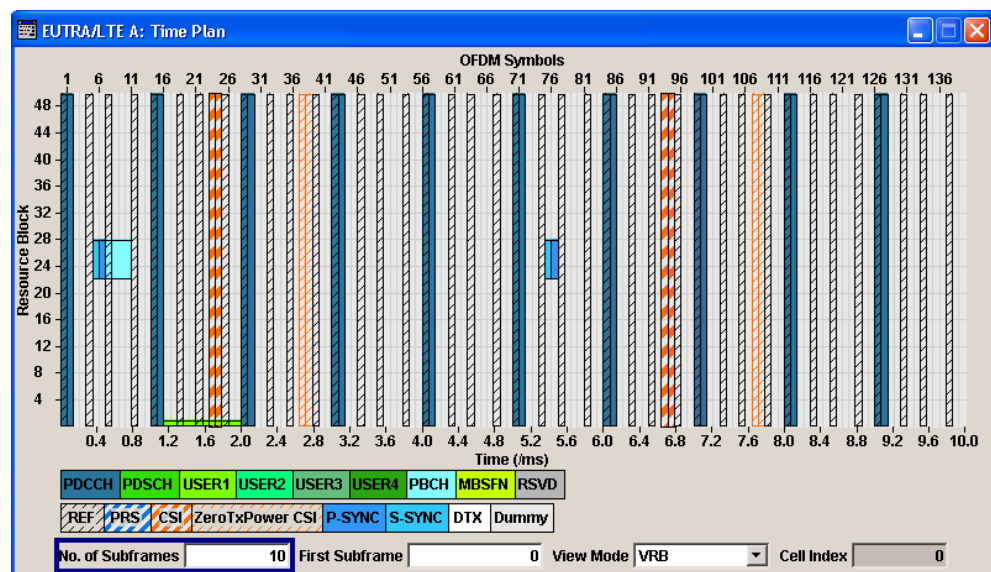 EUTRA/LTE A: Time Plan
OFDM Symbols
1 6 11 16 21 26 31 36 41 46 51 56 61 66 71 76 81 86 91 96 101 106 111 116 121 126 131 136
48
44
40
36
32
28
24
20
16
12
8
4
Resource Block
0.4 0.8 1.2 1.6 2.0 2.4 2.8 3.2 3.6 4.0 4.4 4.8 5.2 5.6 6.0 6.4 6.8 7.2 7.6 8.0 8.4 8.8 9.2 9.6 10.0
Time (/ms)
PDCCH PDSCH USER1 USER2 USER3 USER4 PBCH MBSFN RSVD
REF PRS CSI ZeroTxPower CSI P-SYNC S-SYNC DTX Dummy
No. of Subframes 10 First Subframe 0 View Mode VRB Cell Index 0